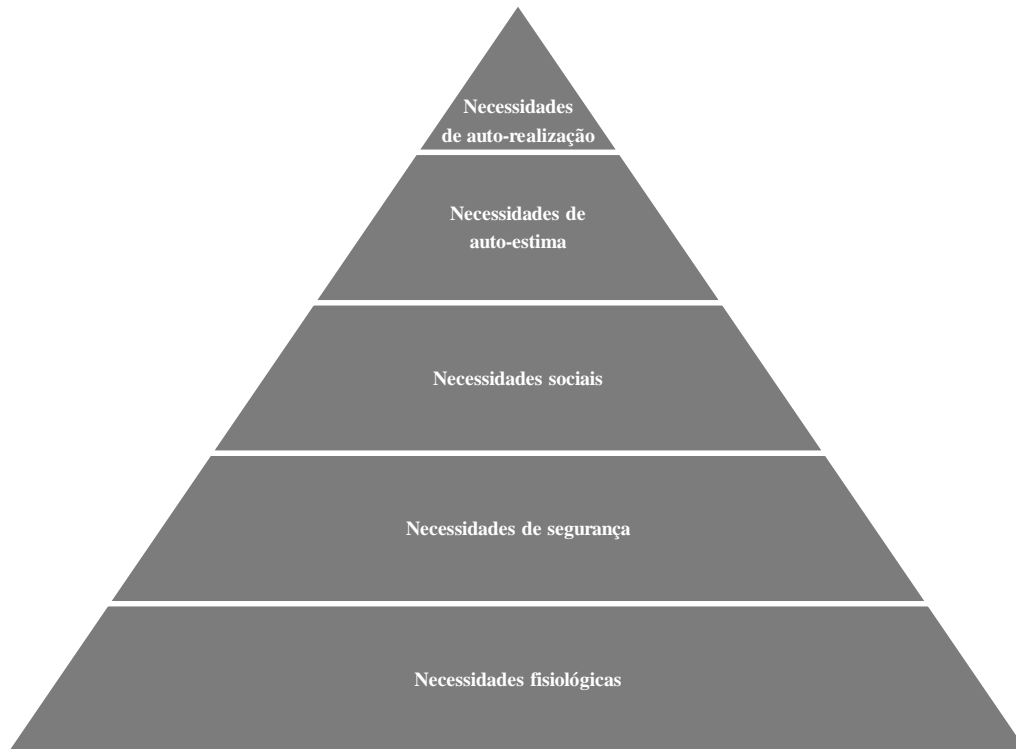 Necessidades
de auto-realização
Necessidades de
auto-estima
Necessidades sociais
Necessidades de segurança
Necessidades fisiológicas